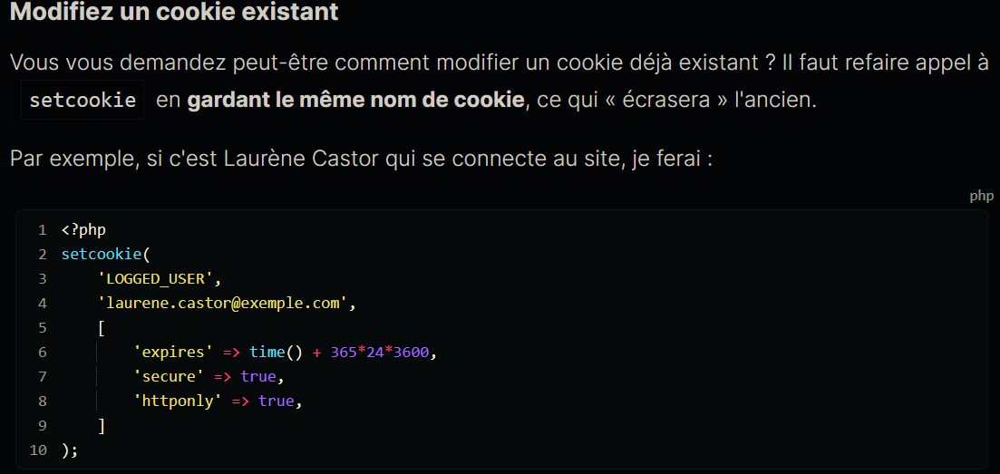 Modifiez un cookie existant
Vous vous demandez peut-être comment modifier un cookie déjà existant ? Il faut refaire appel à
setcookie en gardant le même nom de cookie, ce qui « écrasera » l'ancien.
Par exemple, si c'est Laurène Castor qui se connecte au site, je ferai :
php
1 <?php
2 setcookie(
3     'LOGGED_USER',
4     'laurene.castor@exemple.com',
5     [
6         'expires' => time() + 365*24*3600,
7         'secure' => true,
8         'httponly' => true,
9     ]
10 );